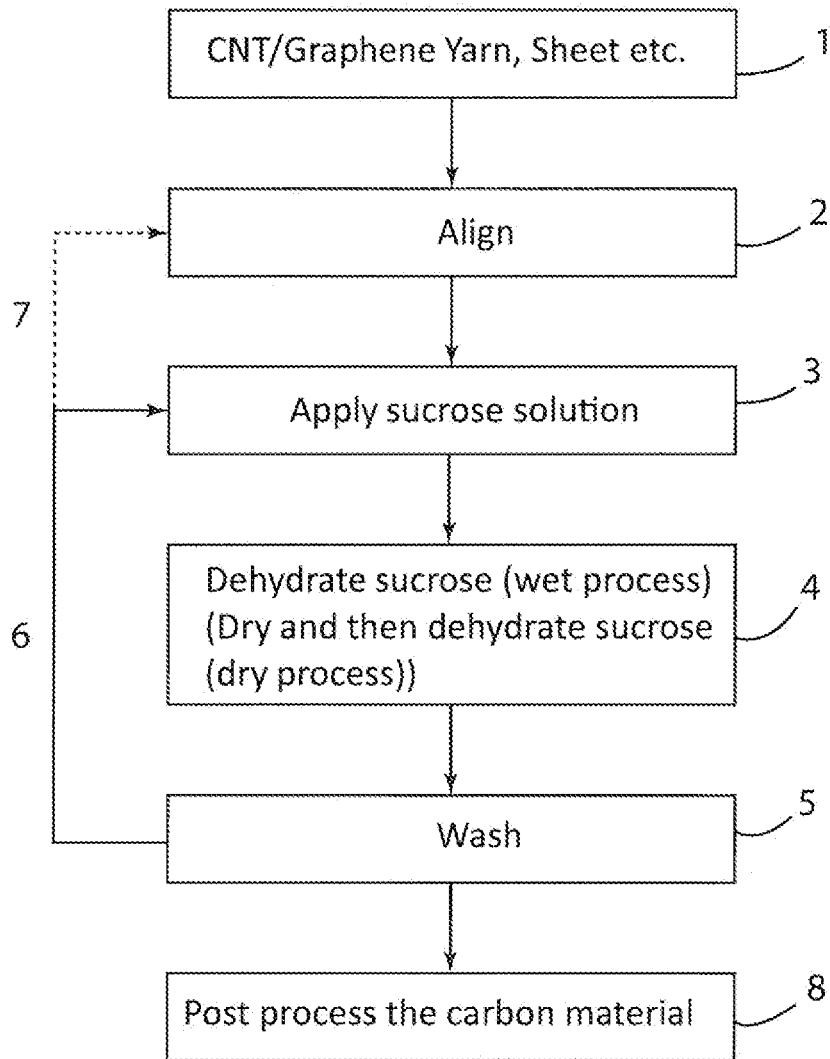 CNT/Graphene Yarn, Sheet etc.
1
Align
2
7
Apply sucrose solution
3
Dehydrate sucrose (wet process)
(Dry and then dehydrate sucrose
(dry process))
4
6
Wash
5
Post process the carbon material
8